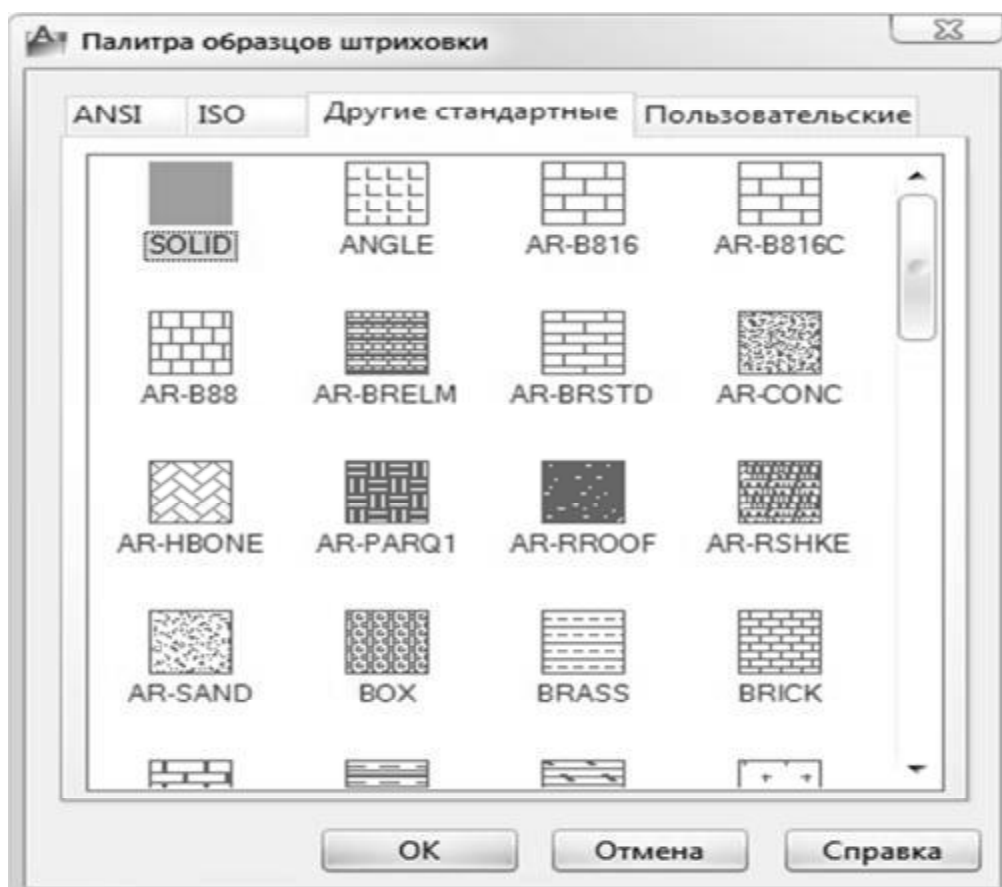 Палитра образцов штриховки
ANSI ISO Другие стандартные Пользовательские
SOLID ANGLE AR-B816 AR-B816C
AR-B88 AR-BRELM AR-BRSTD AR-CONC
AR-HBONE AR-PARQ1 AR-RROOF AR-RSHKE
AR-SAND BOX BRASS BRICK
OK Отмена Справка